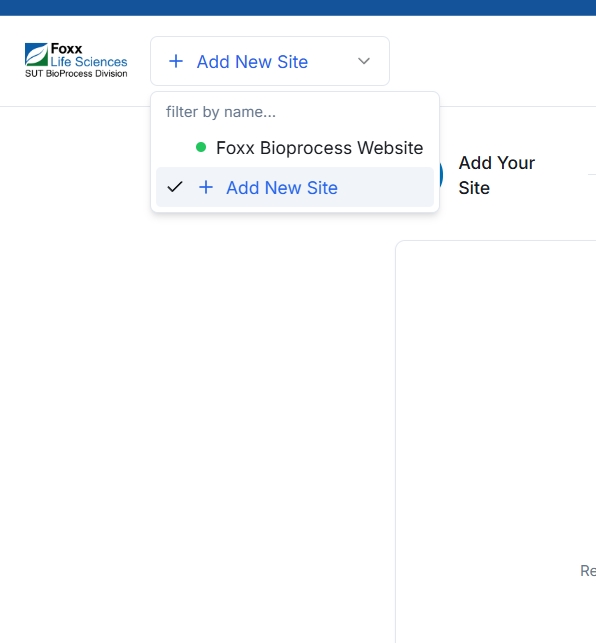 Foxx
Life Sciences
SUT BioProcess Division
+ Add New Site
filter by name...
Foxx Bioprocess Website
+ Add New Site
Add Your
Site
Re